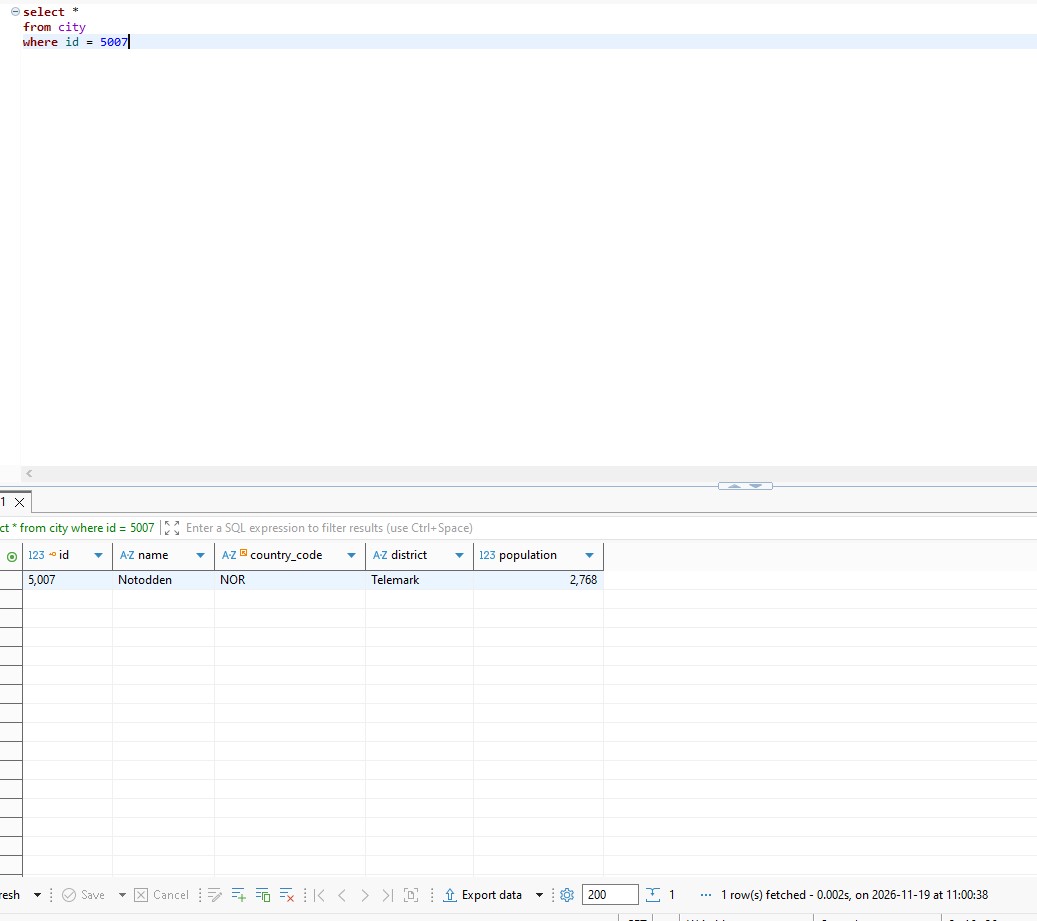 select *
from city
where id = 5007
1
ct * from city where id = 5007 Enter a SQL expression to filter results (use Ctrl+Space)
123 id A-Z name A-Z country_code A-Z district 123 population
5,007 Notodden NOR Telemark 2,768
resh Save Cancel Export data 200 1 ··· 1 row(s) fetched - 0.002s, on 2026-11-19 at 11:00:38